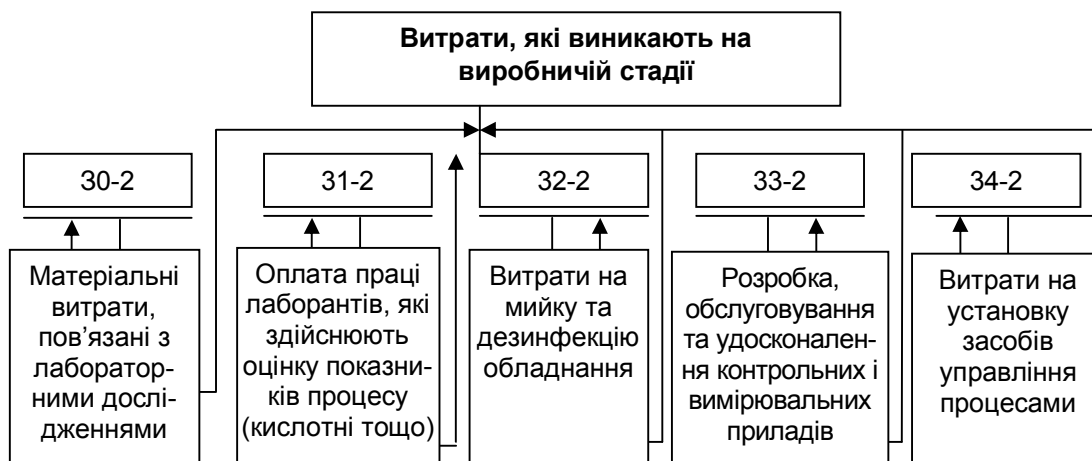 Витрати, які виникають на
виробничій стадії
30-2
31-2
32-2
33-2
34-2
Матеріальні
витрати,
пов’язані з
лаборатор-
ними дослі-
дженнями
Оплата праці
лаборантів, які
здійснюють
оцінку показни-
ків процесу
(кислотні тощо)
Витрати на
мийку та
дезинфекцію
обладнання
Розробка,
обслуговування
та удосконален-
ня контрольних і
вимірювальних
приладів
Витрати на
установку
засобів
управління
процесами